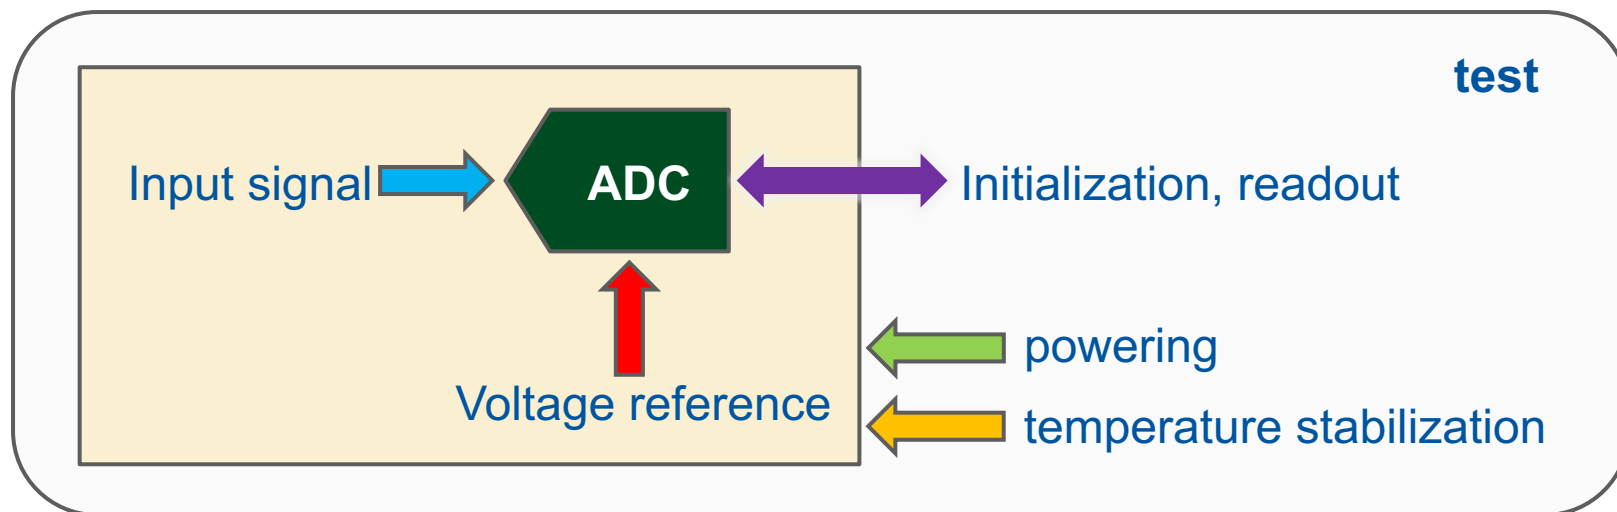 test
Input signal
ADC
Initialization, readout
powering
Voltage reference
temperature stabilization